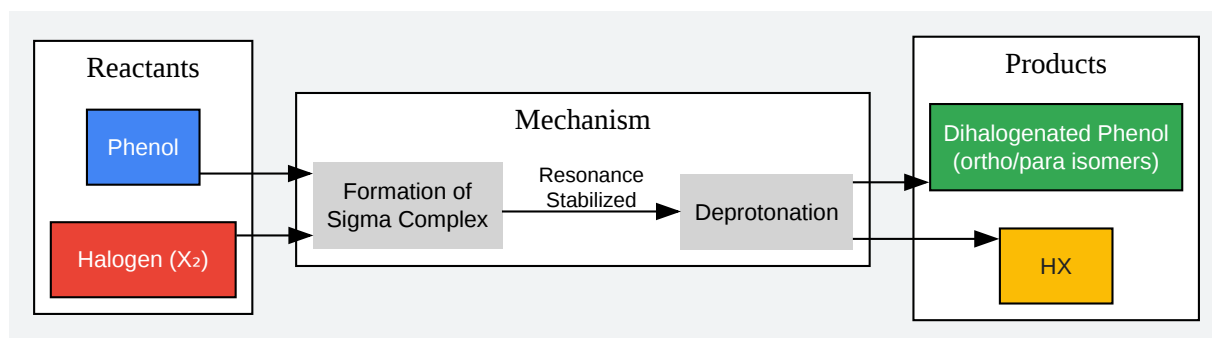 Reactants
Phenol
Halogen (X₂)
Mechanism
Formation of
Sigma Complex
Resonance
Stabilized
Deprotonation
Products
Dihalogenated Phenol
(ortho/para isomers)
HX